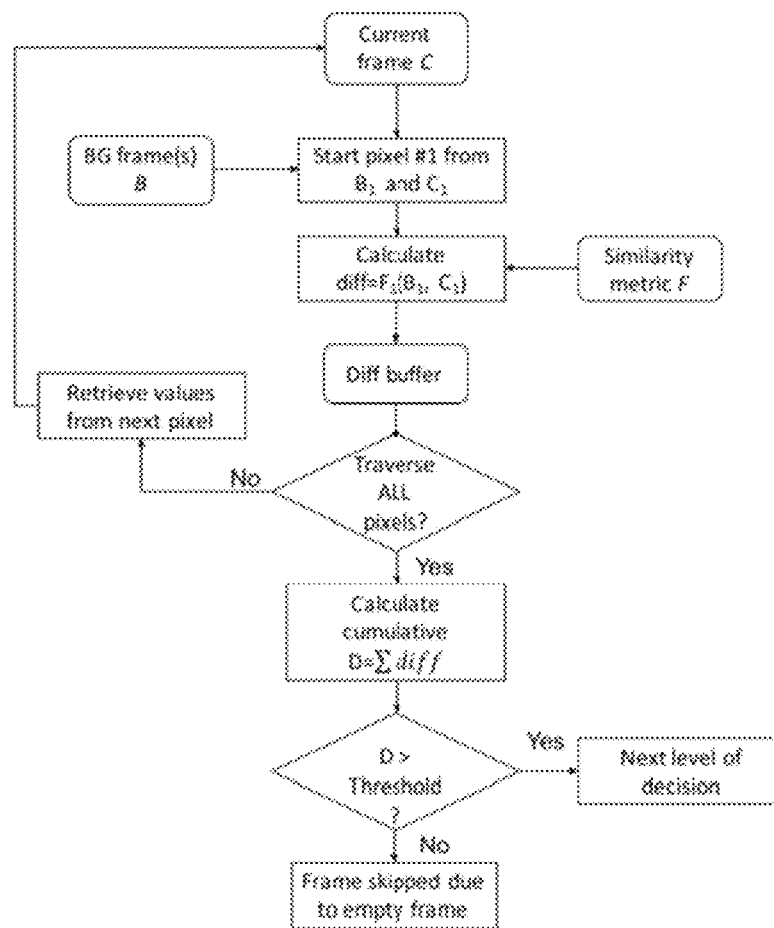 Current
frame C
BG frame(s)
B
Start pixel #1 from
B₁ and C₁
Calculate
diff=F₁(B₁, C₁)
Similarity
metric F
Diff buffer
Retrieve values
from next pixel
No
Traverse
ALL
pixels?
Yes
Calculate
cumulative
D=∑ diff
D >
Threshold
?
Yes
Next level of
decision
No
Frame skipped due
to empty frame